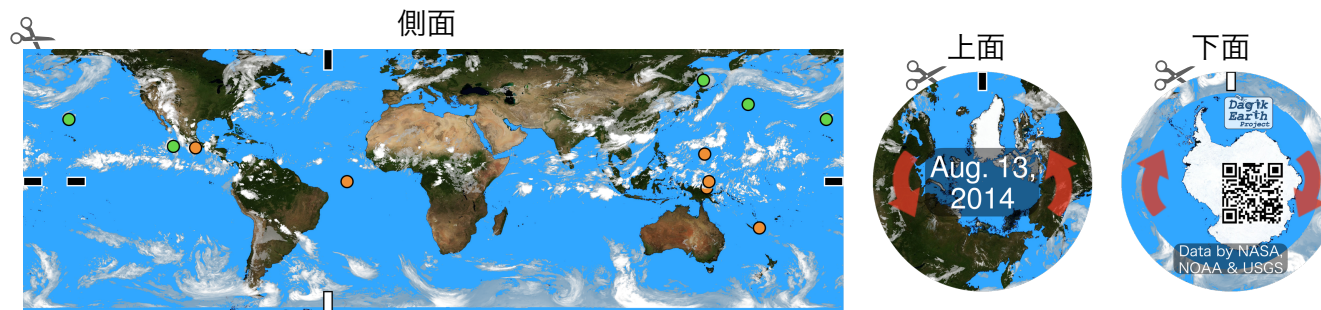 側面
上面
下面
Aug. 13,
2014
Dagik
Earth
Project
Data by NASA,
NOAA & USGS